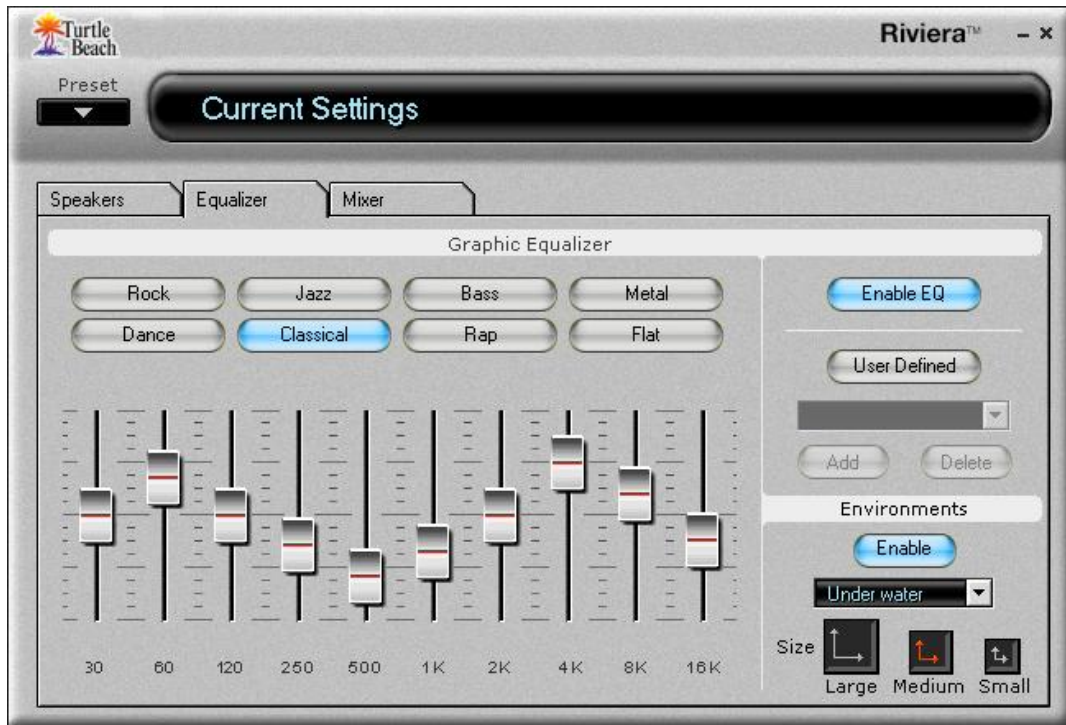 Turtle
Beach
Riviera™
Preset
Current Settings
Speakers Equalizer Mixer
Graphic Equalizer
Rock Jazz Bass Metal
Dance Classical Rap Flat
Enable EQ
User Defined
Add Delete
Environments
Enable
Under water
Size
Large Medium Small
30 60 120 250 500 1K 2K 4K 8K 16K